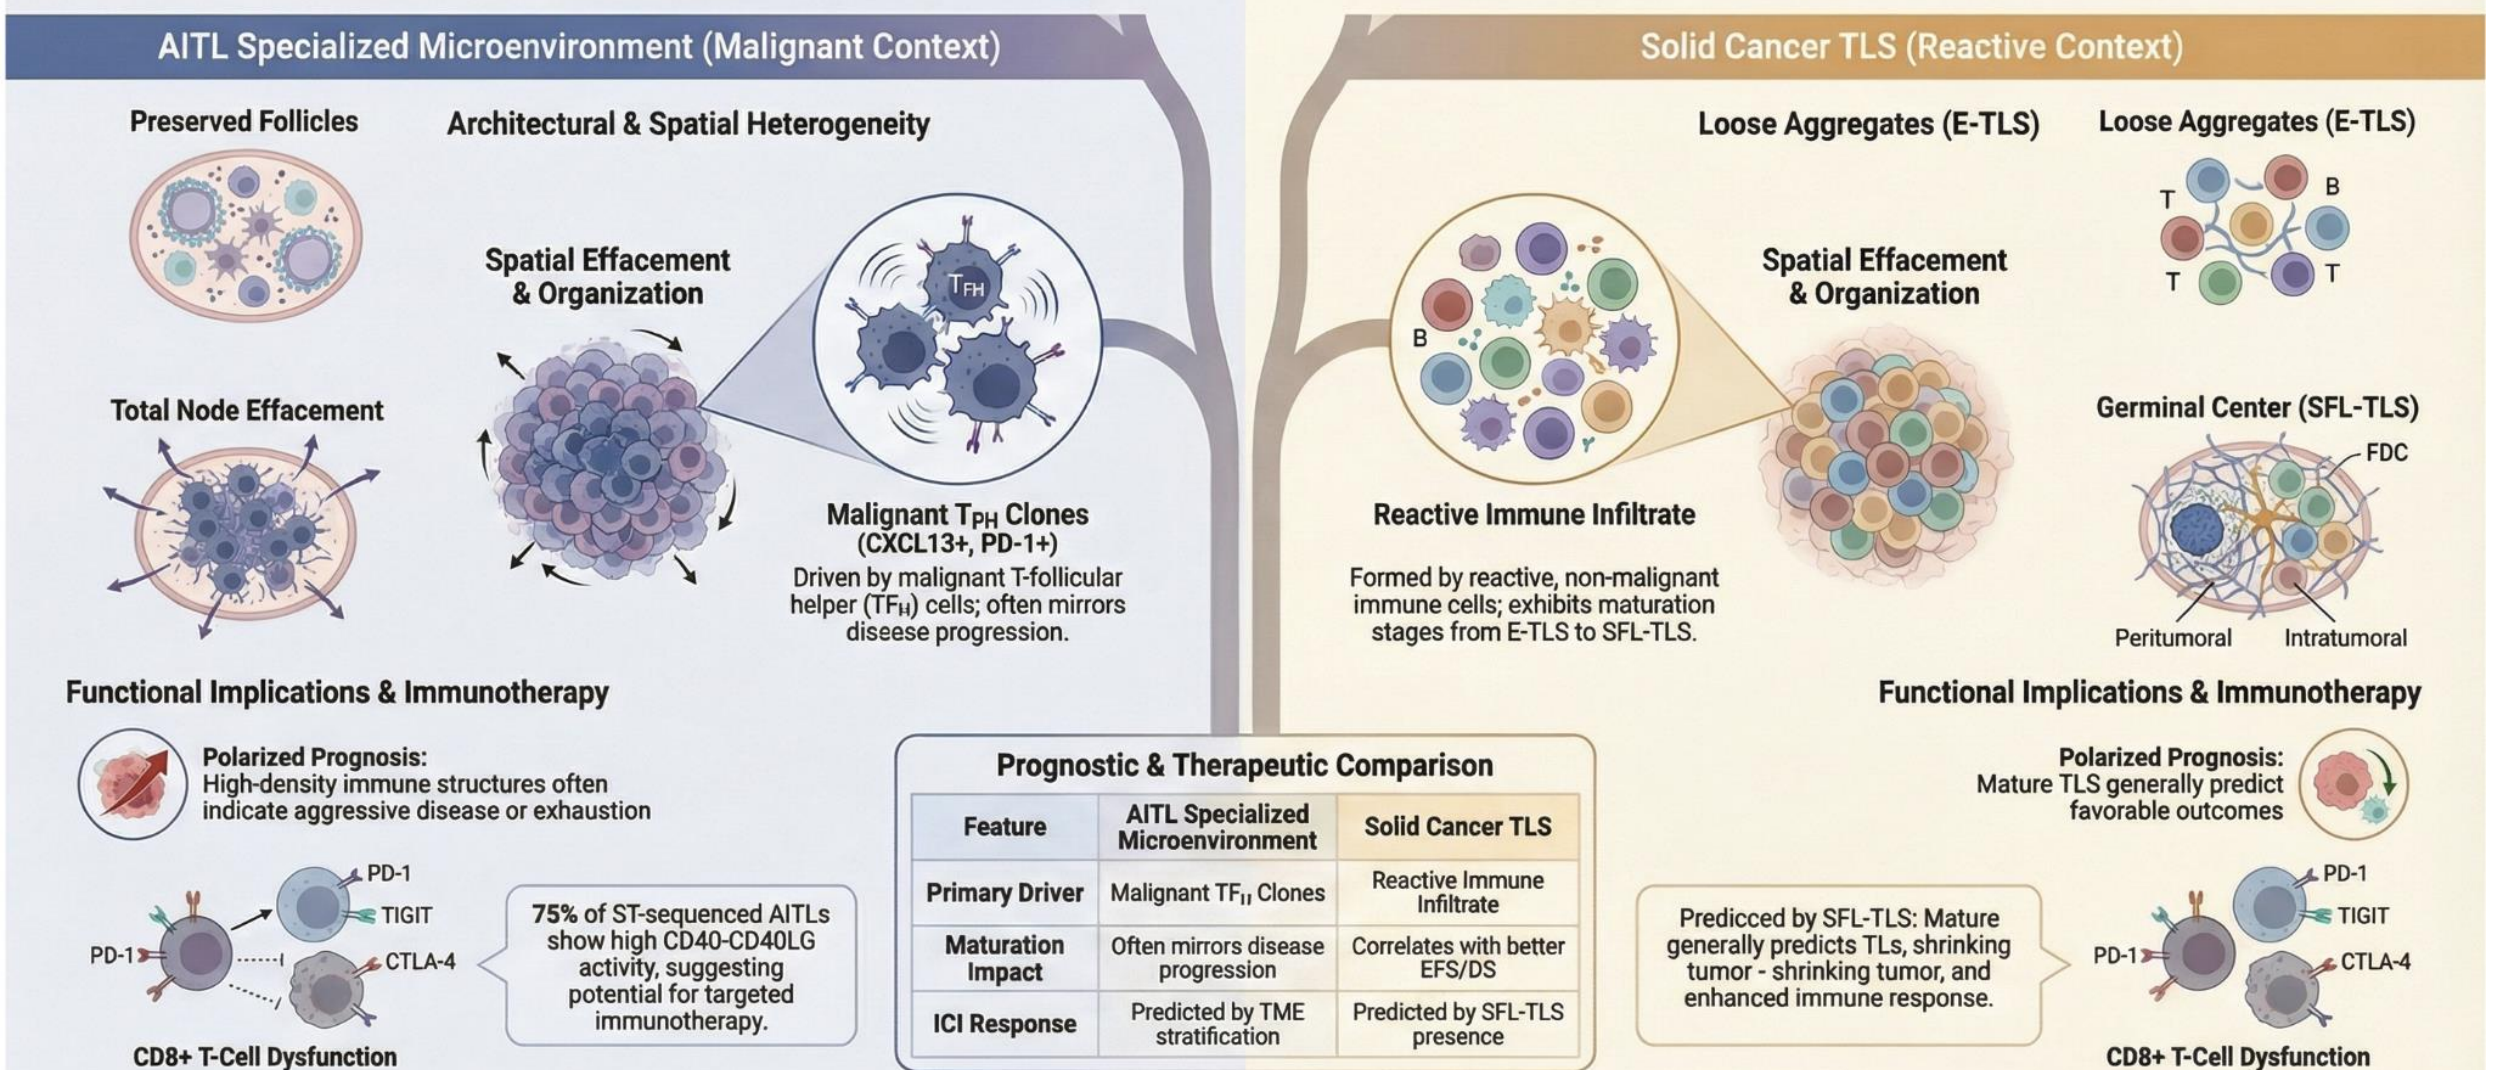 AITL Specialized Microenvironment (Malignant Context)
Preserved Follicles
Architectural & Spatial Heterogeneity
Spatial Effacement
& Organization
TFH
Total Node Effacement
Malignant TPH Clones
(CXCL13+, PD-1+)
Driven by malignant T-follicular
helper (TFH) cells; often mirrors
diseese progression.
Functional Implications & Immunotherapy
Polarized Prognosis:
High-density immune structures often
indicate aggressive disease or exhaustion
PD-1
TIGIT
PD-1
CTLA-4
CD8+ T-Cell Dysfunction
75% of ST-sequenced AITLs
show high CD40-CD40LG
activity, suggesting
potential for targeted
immunotherapy.
Prognostic & Therapeutic Comparison
Feature
AITL Specialized
Microenvironment
Solid Cancer TLS
Primary Driver
Malignant TFII Clones
Reactive Immune
Infiltrate
Maturation
Impact
Often mirrors disease
progression
Correlates with better
EFS/DS
ICI Response
Predicted by TME
stratification
Predicted by SFL-TLS
presence
Solid Cancer TLS (Reactive Context)
Loose Aggregates (E-TLS)
Loose Aggregates (E-TLS)
T
B
T
T
Spatial Effacement
& Organization
B
Reactive Immune Infiltrate
Formed by reactive, non-malignant
immune cells; exhibits maturation
stages from E-TLS to SFL-TLS.
Germinal Center (SFL-TLS)
FDC
Peritumoral
Intratumoral
Functional Implications & Immunotherapy
Polarized Prognosis:
Mature TLS generally predict
favorable outcomes
Predicced by SFL-TLS: Mature
generally predicts TLs, shrinking
tumor - shrinking tumor, and
enhanced immune response.
PD-1
TIGIT
PD-1
CTLA-4
CD8+ T-Cell Dysfunction